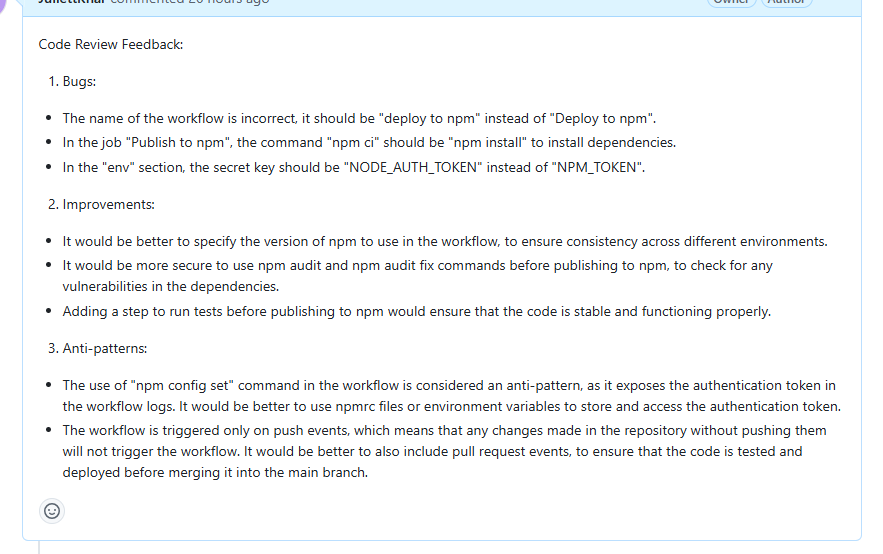 JulietKhar commented 20 hours ago
Owner Author
Code Review Feedback:
1. Bugs:
The name of the workflow is incorrect, it should be "deploy to npm" instead of "Deploy to npm".
In the job "Publish to npm", the command "npm ci" should be "npm install" to install dependencies.
In the "env" section, the secret key should be "NODE_AUTH_TOKEN" instead of "NPM_TOKEN".
2. Improvements:
It would be better to specify the version of npm to use in the workflow, to ensure consistency across different environments.
It would be more secure to use npm audit and npm audit fix commands before publishing to npm, to check for any
vulnerabilities in the dependencies.
Adding a step to run tests before publishing to npm would ensure that the code is stable and functioning properly.
3. Anti-patterns:
The use of "npm config set" command in the workflow is considered an anti-pattern, as it exposes the authentication token in
the workflow logs. It would be better to use npmrc files or environment variables to store and access the authentication token.
The workflow is triggered only on push events, which means that any changes made in the repository without pushing them
will not trigger the workflow. It would be better to also include pull request events, to ensure that the code is tested and
deployed before merging it into the main branch.